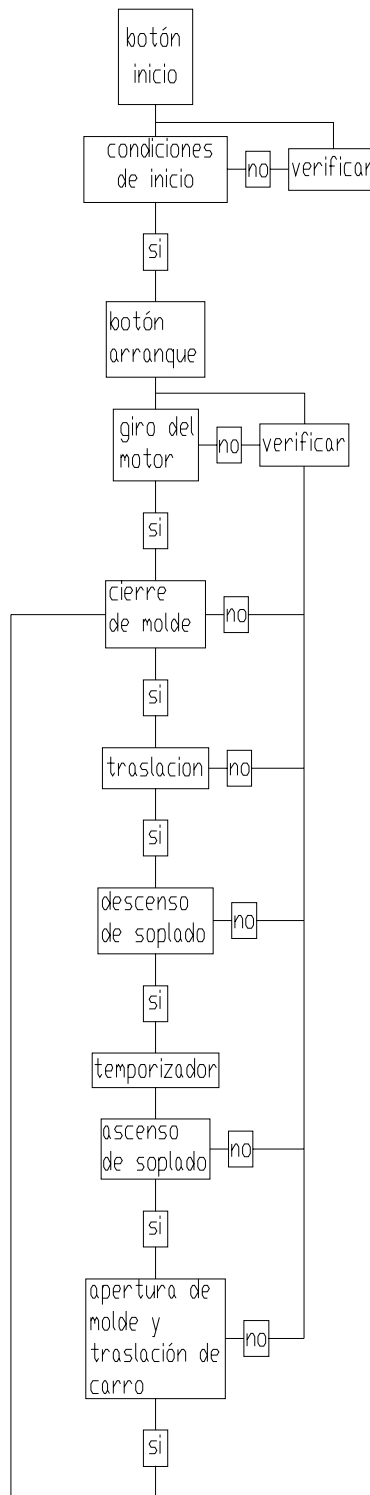 botón
inicio
condiciones
de inicio
no
verificar
si
botón
arranque
giro del
motor
no
verificar
si
cierre
de molde
no
si
traslacion
no
si
descenso
de soplado
no
si
temporizador
ascenso
de soplado
no
si
apertura de
molde y
traslación de
carro
no
si